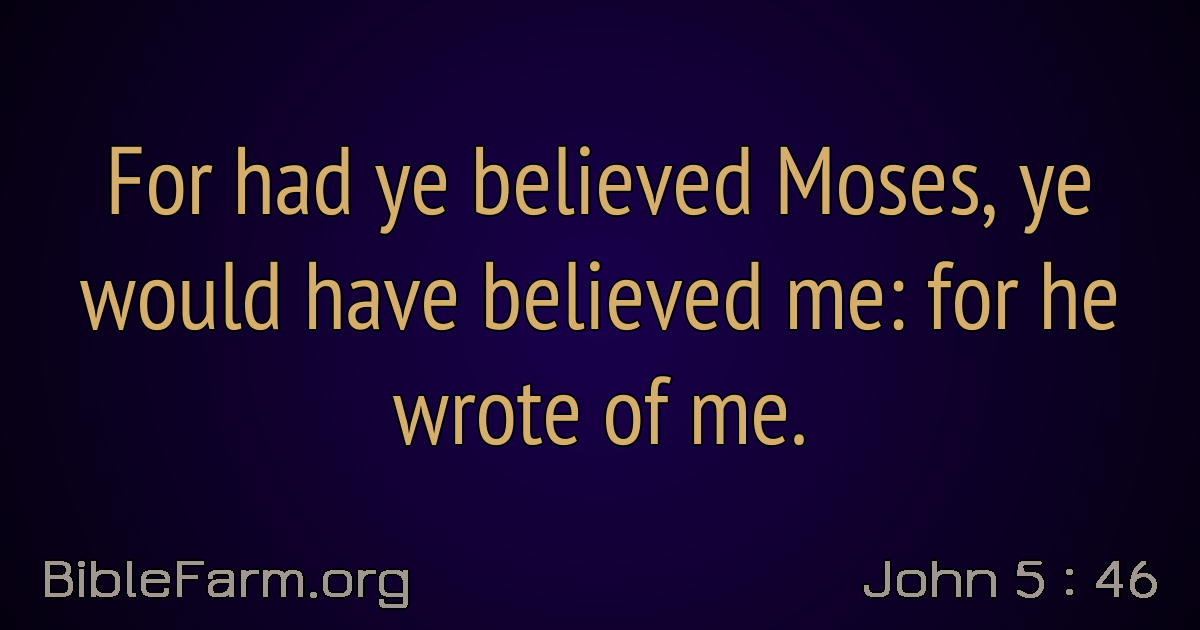 For had ye believed Moses, ye
would have believed me: for he
wrote of me.
BibleFarm.org
John 5 : 46